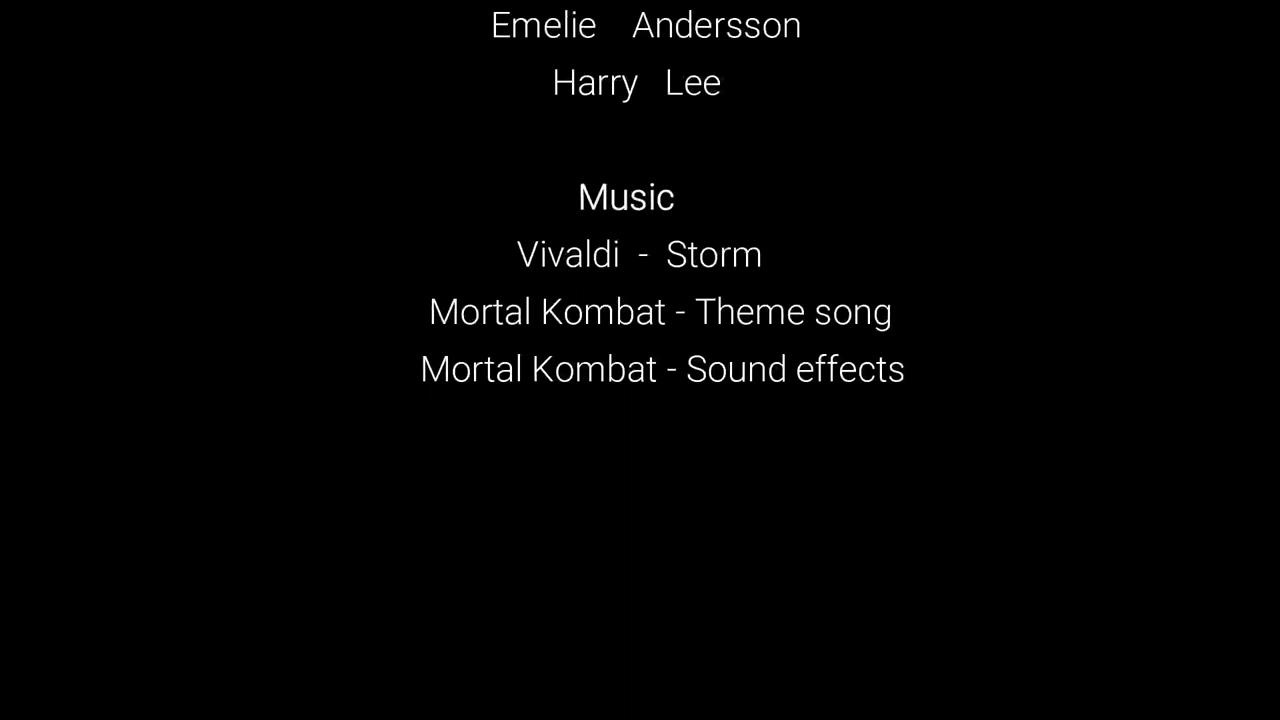 Emelie Andersson
Harry Lee
Music
Vivaldi - Storm
Mortal Kombat - Theme song
Mortal Kombat - Sound effects